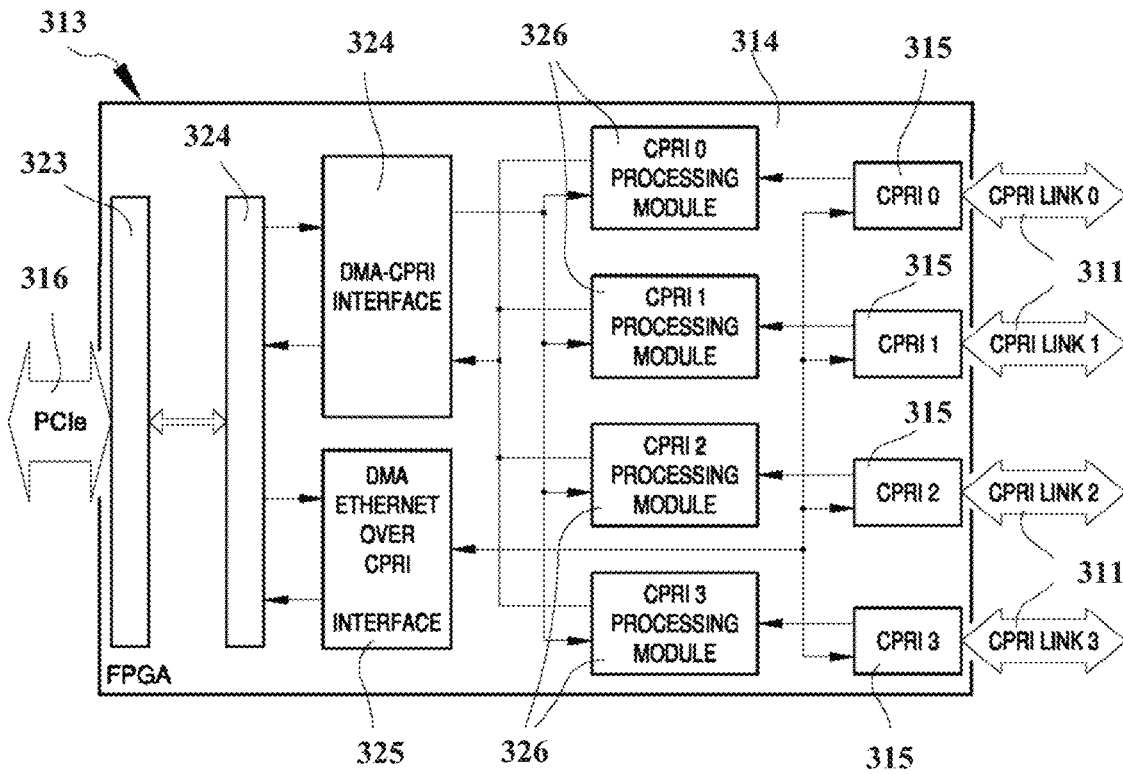 313
324
326
314
315
324
323
316
PCIe
DMA-CPRI
INTERFACE
DMA
ETHERNET
OVER
CPRI
INTERFACE
325
FPGA
CPRI 0
PROCESSING
MODULE
326
CPRI 1
PROCESSING
MODULE
CPRI 2
PROCESSING
MODULE
326
CPRI 3
PROCESSING
MODULE
326
CPRI 0
CPRI LINK 0
315
311
CPRI 1
CPRI LINK 1
315
CPRI 2
CPRI LINK 2
311
CPRI 3
CPRI LINK 3
315